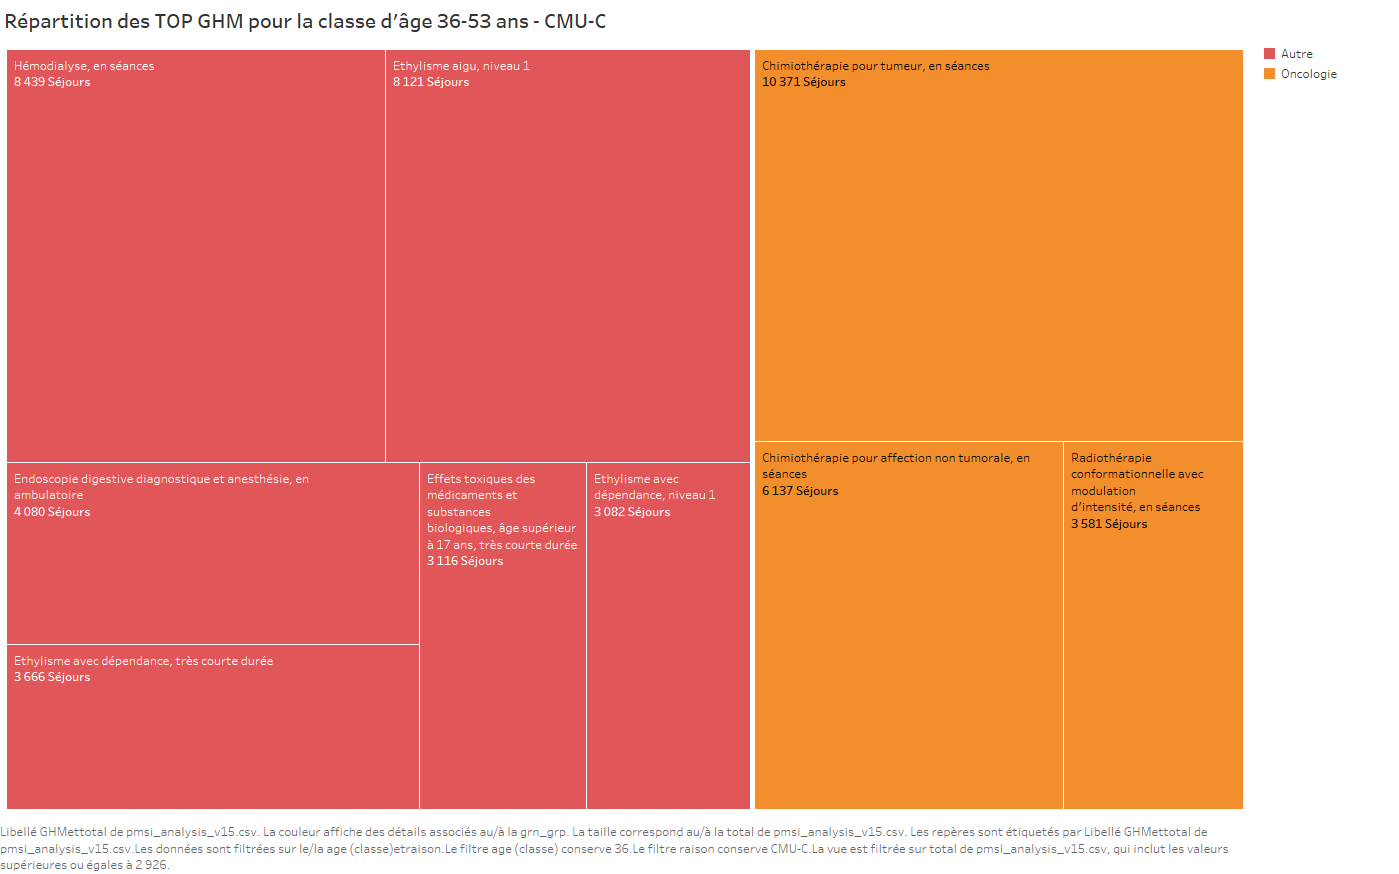 Répartition des TOP GHM pour la classe d’âge 36-53 ans - CMU-C
Hémodialyse, en séances
8 439 Séjours
Ethylisme aigu, niveau 1
8 121 Séjours
Chimiothérapie pour tumeur, en séances
10 371 Séjours
Autre
Oncologie
Endoscopie digestive diagnostique et anesthésie, en
ambulatoire
4 080 Séjours
Effets toxiques des
médicaments et
substances
biologiques, âge supérieur
à 17 ans, très courte durée
3 116 Séjours
Ethylisme avec
dépendance, niveau 1
3 082 Séjours
Chimiothérapie pour affection non tumorale, en
séances
6 137 Séjours
Radiothérapie
conformationnelle avec
modulation
d’intensité, en séances
3 581 Séjours
Ethylisme avec dépendance, très courte durée
3 666 Séjours
Libellé GHMettotal de pmsi_analysis_v15.csv. La couleur affiche des détails associés au/à la grn_grp. La taille correspond au/à la total de pmsi_analysis_v15.csv. Les repères sont étiquetés par Libellé GHMettotal de
pmsi_analysis_v15.csv.Les données sont filtrées sur le/la age (classe)etraison.Le filtre age (classe) conserve 36.Le filtre raison conserve CMU-C.La vue est filtrée sur total de pmsi_analysis_v15.csv, qui inclut les valeurs
supérieures ou égales à 2 926.